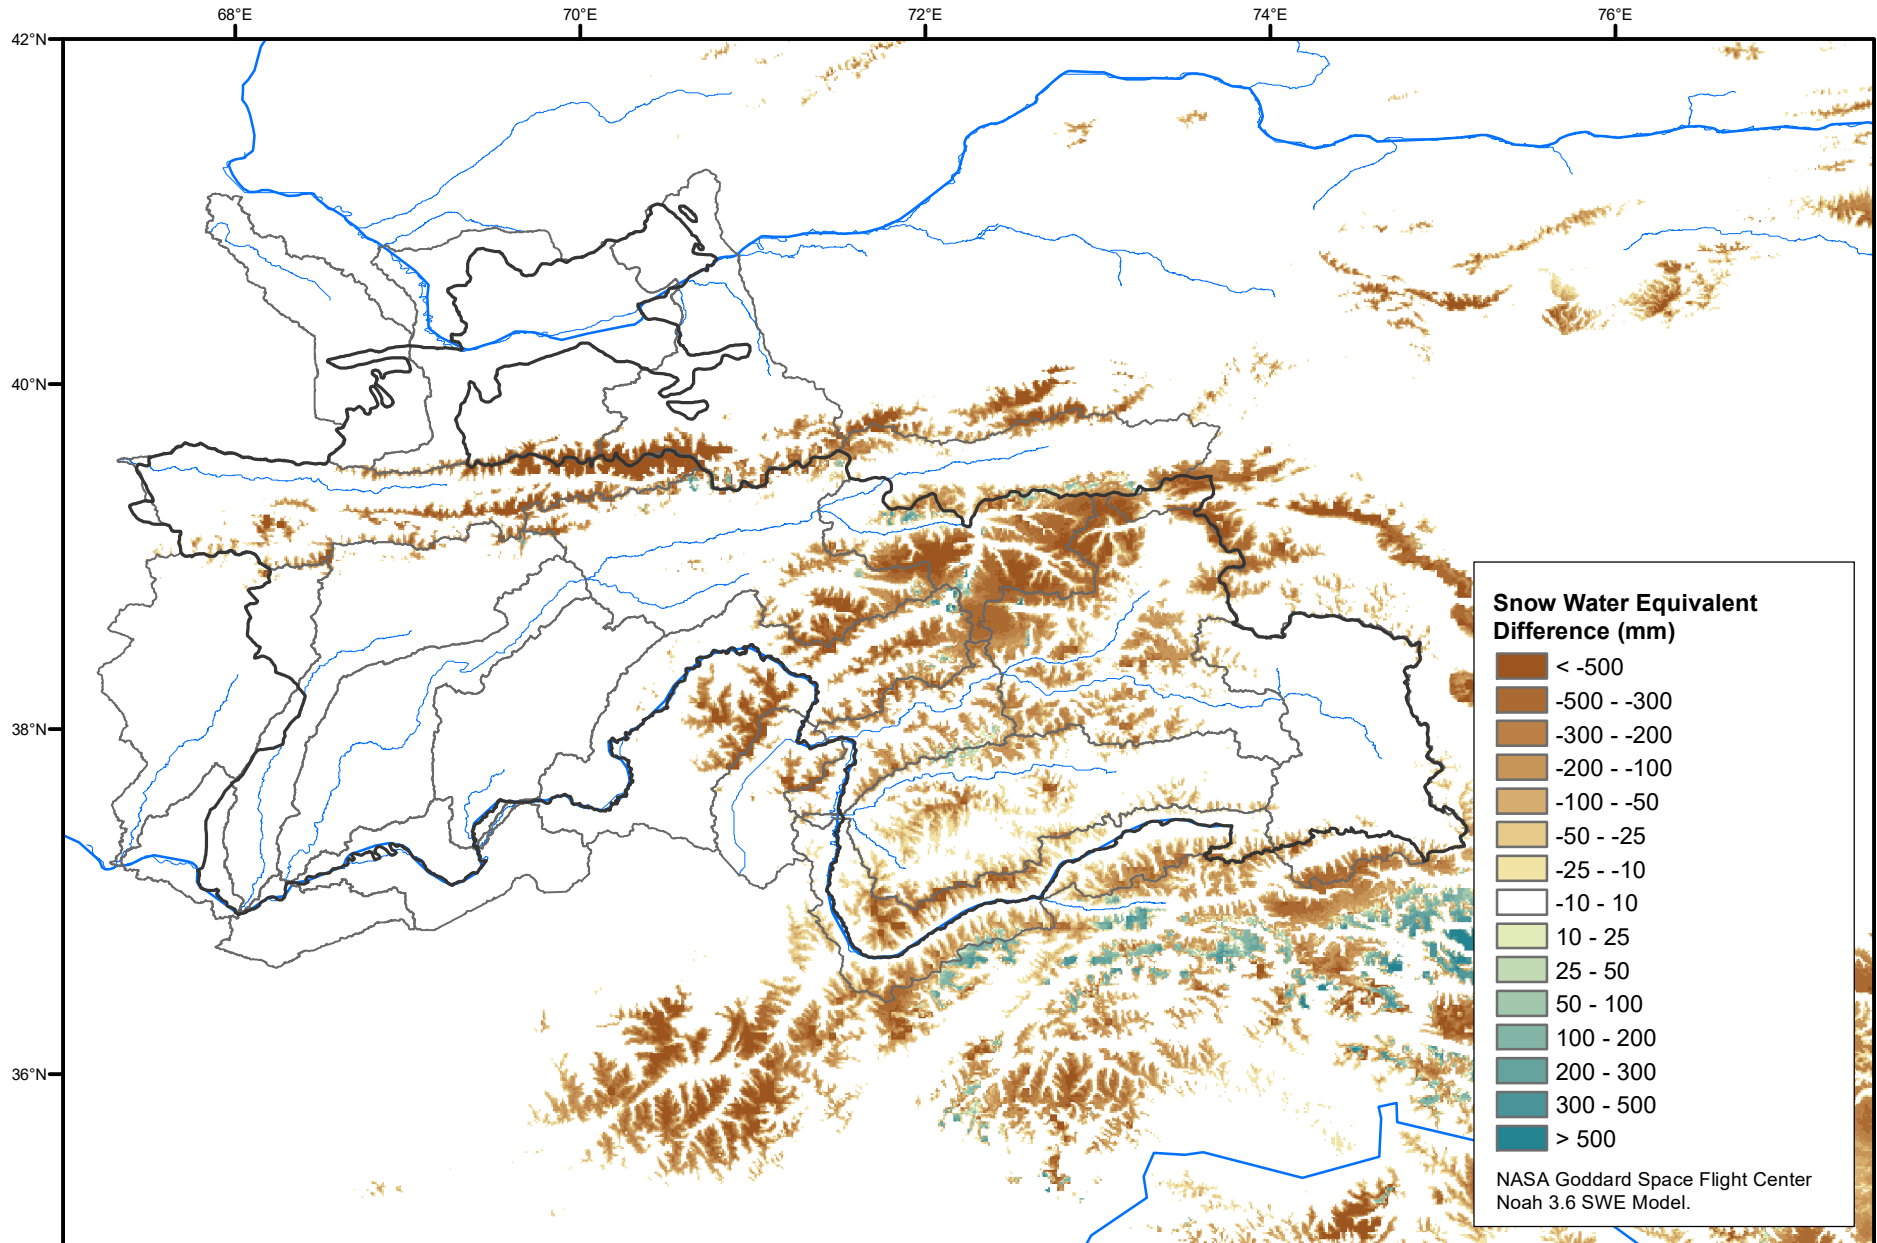 68°E
70°E
72°E
74°E
76°E
42°N
40°N
38°N
36°N
Snow Water Equivalent
Difference (mm)
< -500
-500 - -300
-300 - -200
-200 - -100
-100 - -50
-50 - -25
-25 - -10
-10 - 10
10 - 25
25 - 50
50 - 100
100 - 200
200 - 300
300 - 500
> 500
NASA Goddard Space Flight Center
Noah 3.6 SWE Model.